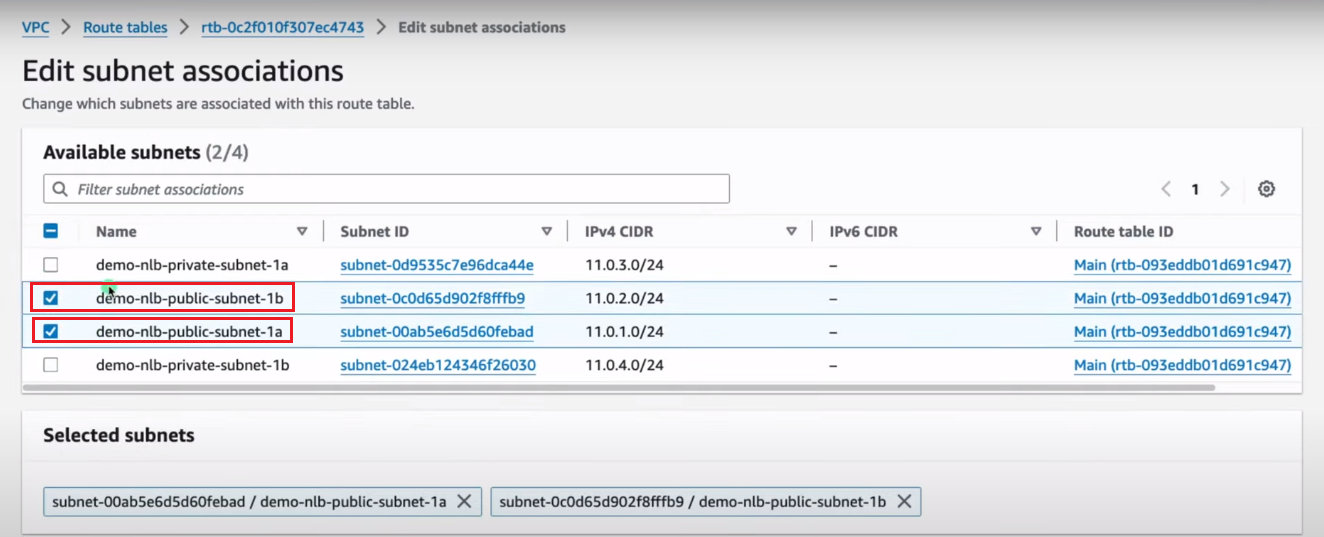 VPC > Route tables > rtb-0c2f010f307ec4743 > Edit subnet associations
Edit subnet associations
Change which subnets are associated with this route table.
Available subnets (2/4)
Filter subnet associations
1
Name Subnet ID IPv4 CIDR IPv6 CIDR Route table ID
demo-nlb-private-subnet-1a subnet-0d9535c7e96dca44e 11.0.3.0/24 – Main (rtb-093eddb01d691c947)
demo-nlb-public-subnet-1b subnet-0c0d65d902f8fffb9 11.0.2.0/24 – Main (rtb-093eddb01d691c947)
demo-nlb-public-subnet-1a subnet-00ab5e6d5d60febad 11.0.1.0/24 – Main (rtb-093eddb01d691c947)
demo-nlb-private-subnet-1b subnet-024eb124346f26030 11.0.4.0/24 – Main (rtb-093eddb01d691c947)
Selected subnets
subnet-00ab5e6d5d60febad / demo-nlb-public-subnet-1a subnet-0c0d65d902f8fffb9 / demo-nlb-public-subnet-1b